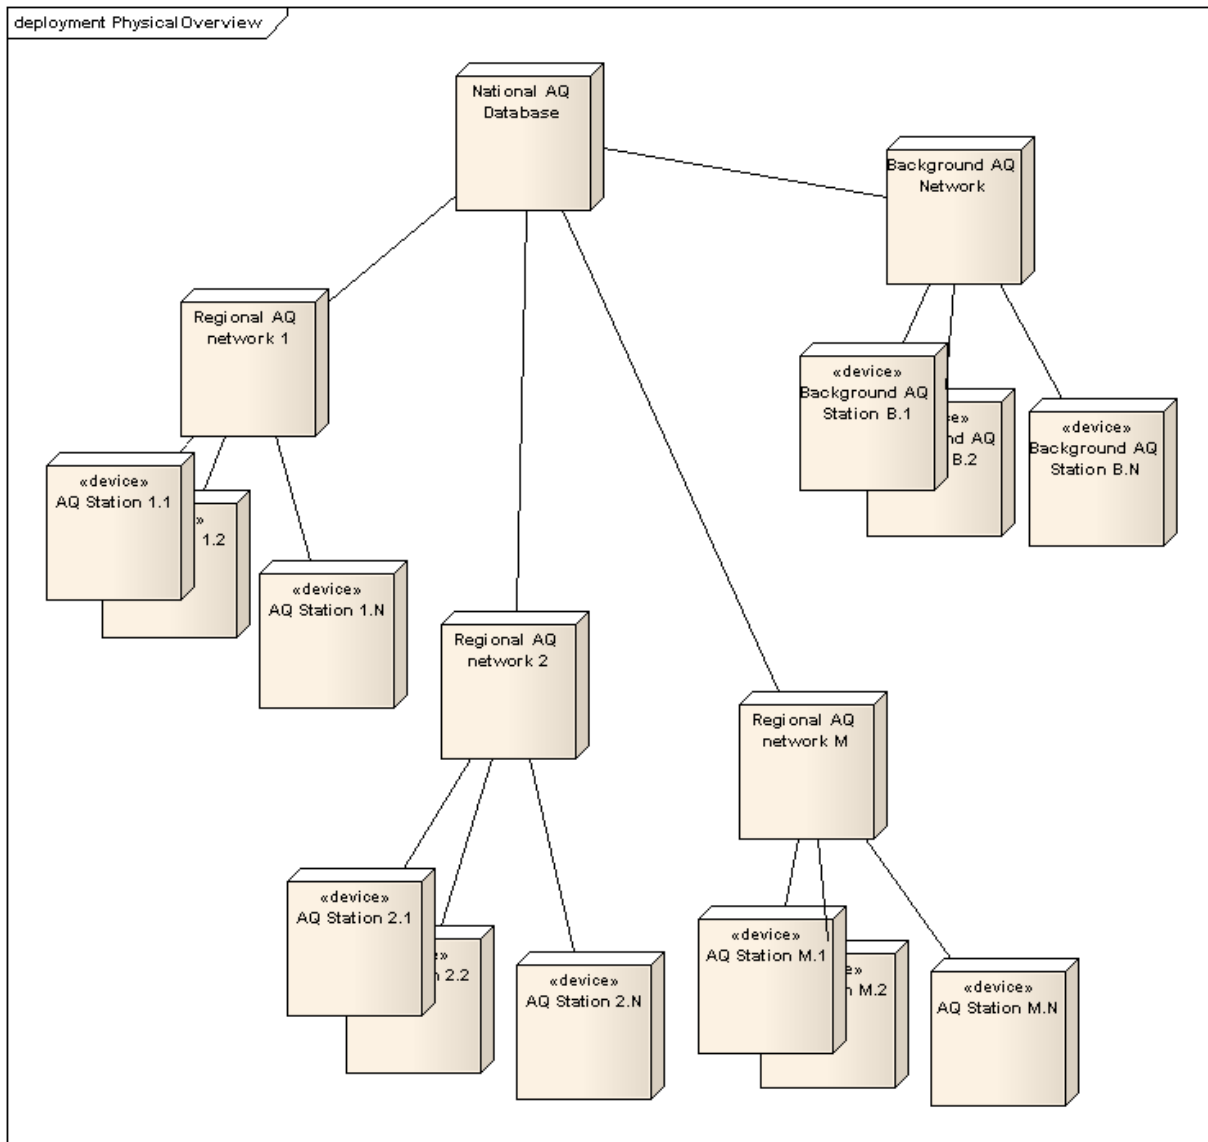 deployment PhysicalOverview
National AQ
Database
Background AQ
Network
Regional AQ
network 1
«device»
Background AQ
Station B.1
B.2
«device»
Background AQ
Station B.N
«device»
AQ Station 1.1
1.2
«device»
AQ Station 1.N
Regional AQ
network 2
Regional AQ
network M
«device»
AQ Station 2.1
2.2
«device»
AQ Station 2.N
«device»
AQ Station M.1
M.2
«device»
AQ Station M.N